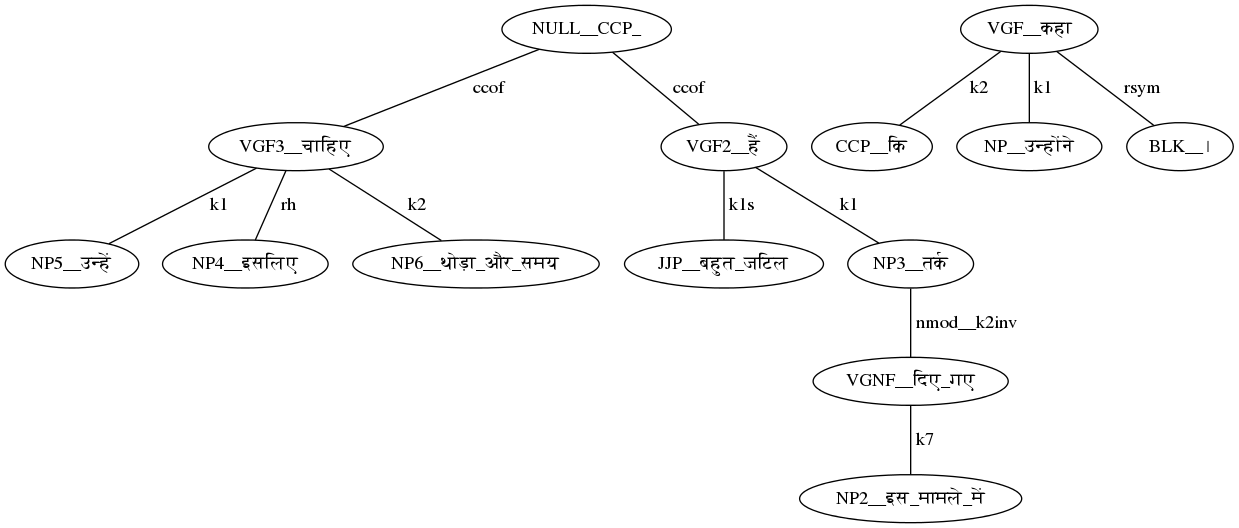 NULL__CCP_ VGF__कहा
ccof ccof k2 k1 rsym
VGF3__चाहिए VGF2__हैं CCP__कि NP__उन्होंने BLK__।
k1 rh k2 k1s k1
NP5__उन्हें NP4__इसलिए NP6__थोड़ा_और_समय JJP__बहुत_जटिल NP3__तर्क
nmod__k2inv
VGNF__दिए_गए
k7
NP2__इस_मामले_में